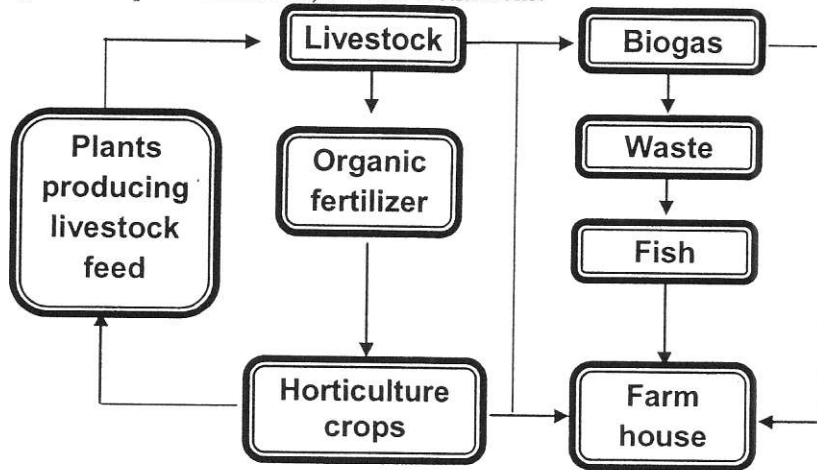 Livestock
Biogas
Plants
producing
livestock
feed
Organic
fertilizer
Waste
Fish
Horticulture
crops
Farm
house